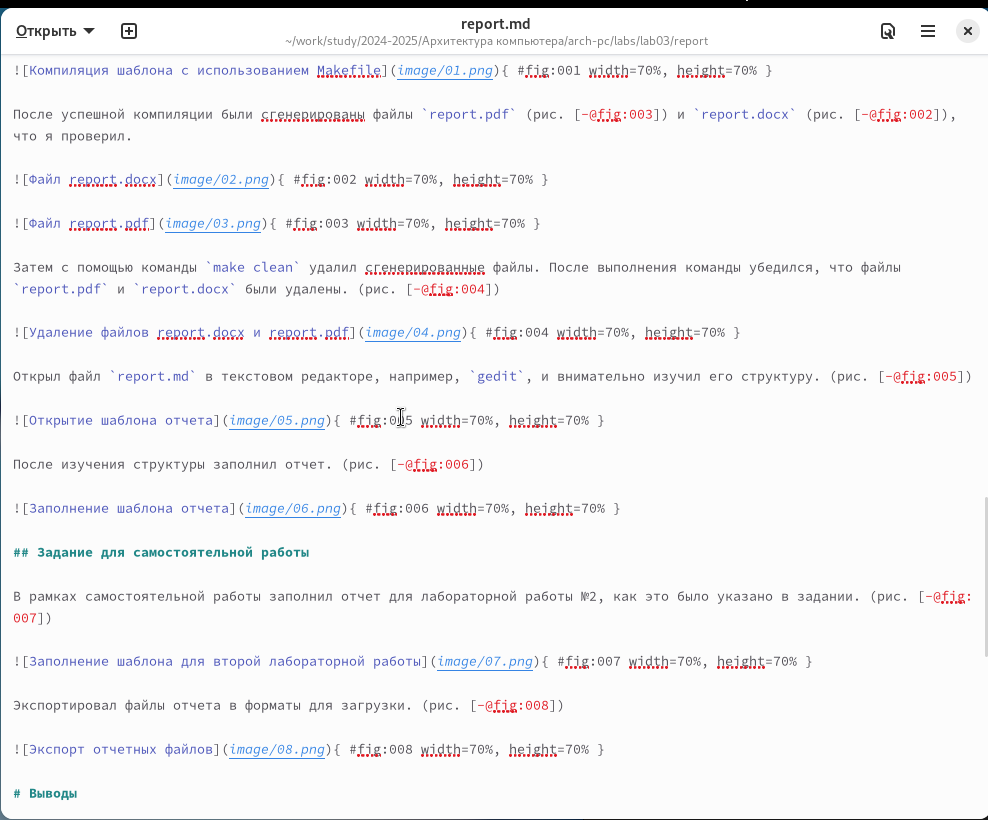 Открыть
report.md
~/work/study/2024-2025/Архитектура компьютера/arch-pc/labs/lab03/report
![Компиляция шаблона с использованием Makefile](image/01.png){ #fig:001 width=70%, height=70% }
После успешной компиляции были сгенерированы файлы `report.pdf` (рис. [-@fig:003]) и `report.docx` (рис. [-@fig:002]),
что я проверил.
![Файл report.docx](image/02.png){ #fig:002 width=70%, height=70% }
![Файл report.pdf](image/03.png){ #fig:003 width=70%, height=70% }
Затем с помощью команды `make clean` удалил сгенерированные файлы. После выполнения команды убедился, что файлы
`report.pdf` и `report.docx` были удалены. (рис. [-@fig:004])
![Удаление файлов report.docx и report.pdf](image/04.png){ #fig:004 width=70%, height=70% }
Открыл файл `report.md` в текстовом редакторе, например, `gedit`, и внимательно изучил его структуру. (рис. [-@fig:005])
![Открытие шаблона отчета](image/05.png){ #fig:005 width=70%, height=70% }
После изучения структуры заполнил отчет. (рис. [-@fig:006])
![Заполнение шаблона отчета](image/06.png){ #fig:006 width=70%, height=70% }
## Задание для самостоятельной работы
В рамках самостоятельной работы заполнил отчет для лабораторной работы №2, как это было указано в задании. (рис. [-@fig:
007])
![Заполнение шаблона для второй лабораторной работы](image/07.png){ #fig:007 width=70%, height=70% }
Экспортировал файлы отчета в форматы для загрузки. (рис. [-@fig:008])
![Экспорт отчетных файлов](image/08.png){ #fig:008 width=70%, height=70% }
# Выводы